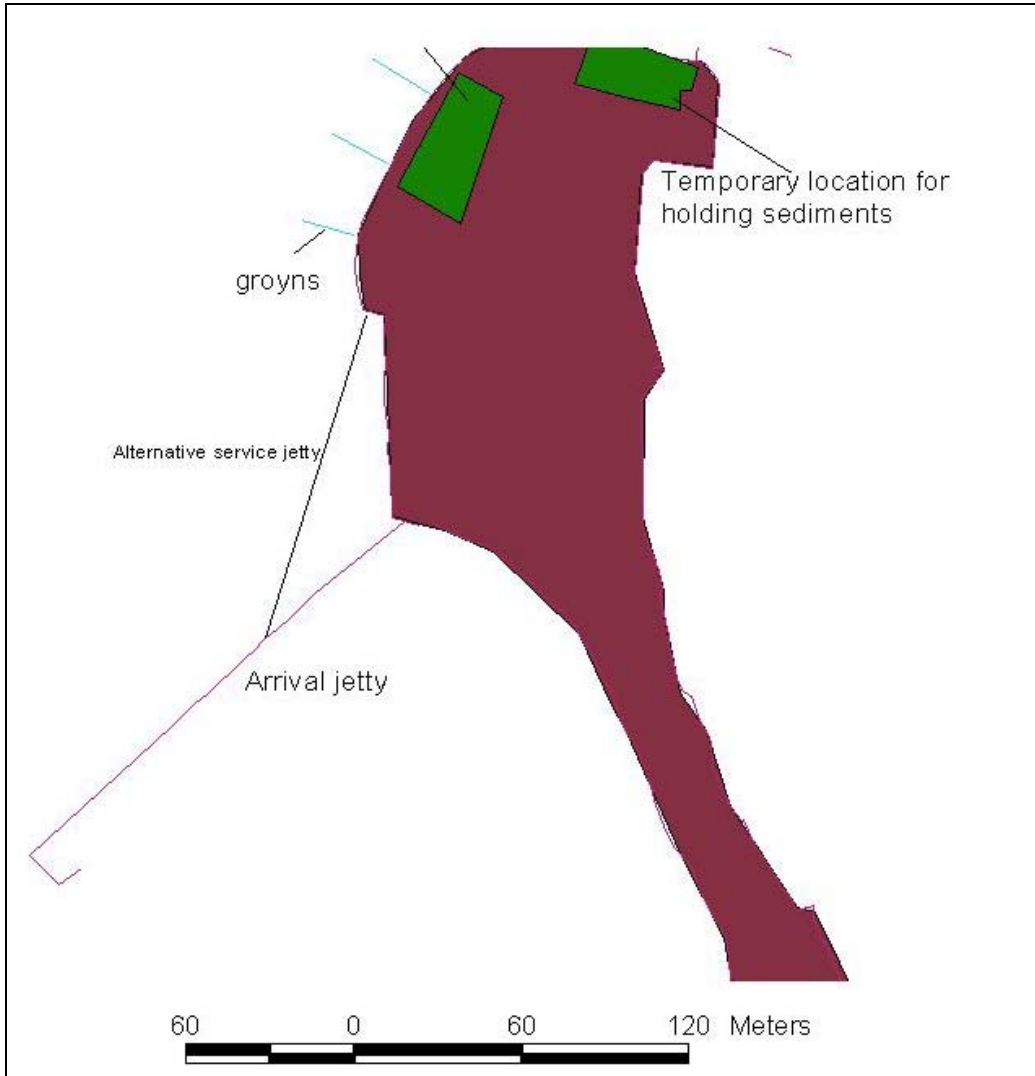 Temporary location for
holding sediments
groyns
Alternative service jetty
Arrival jetty
60 0 60 120 Meters